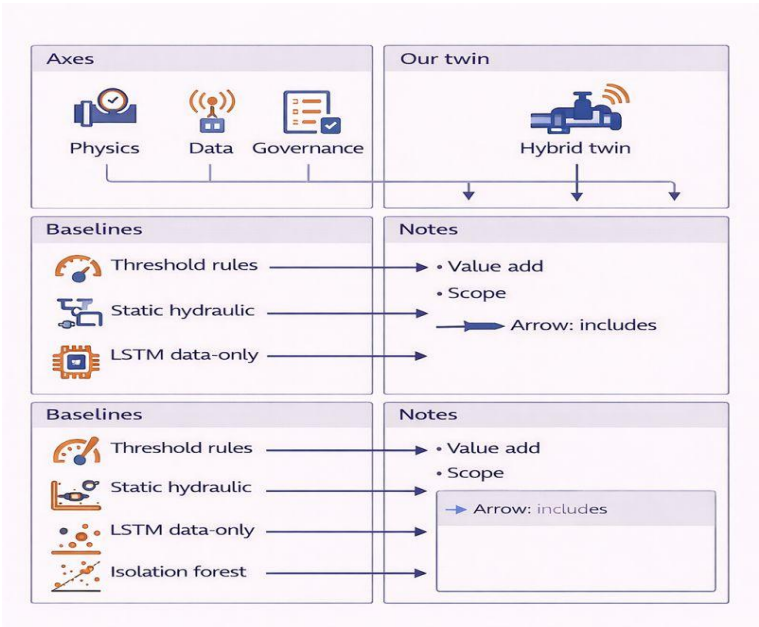 Axes
Our twin
Physics
Data
Governance
Hybrid twin
Baselines
Notes
Threshold rules
• Value add
• Scope
Static hydraulic
Arrow: includes
LSTM data-only
Baselines
Notes
Threshold rules
• Value add
• Scope
Static hydraulic
Arrow: includes
LSTM data-only
Isolation forest